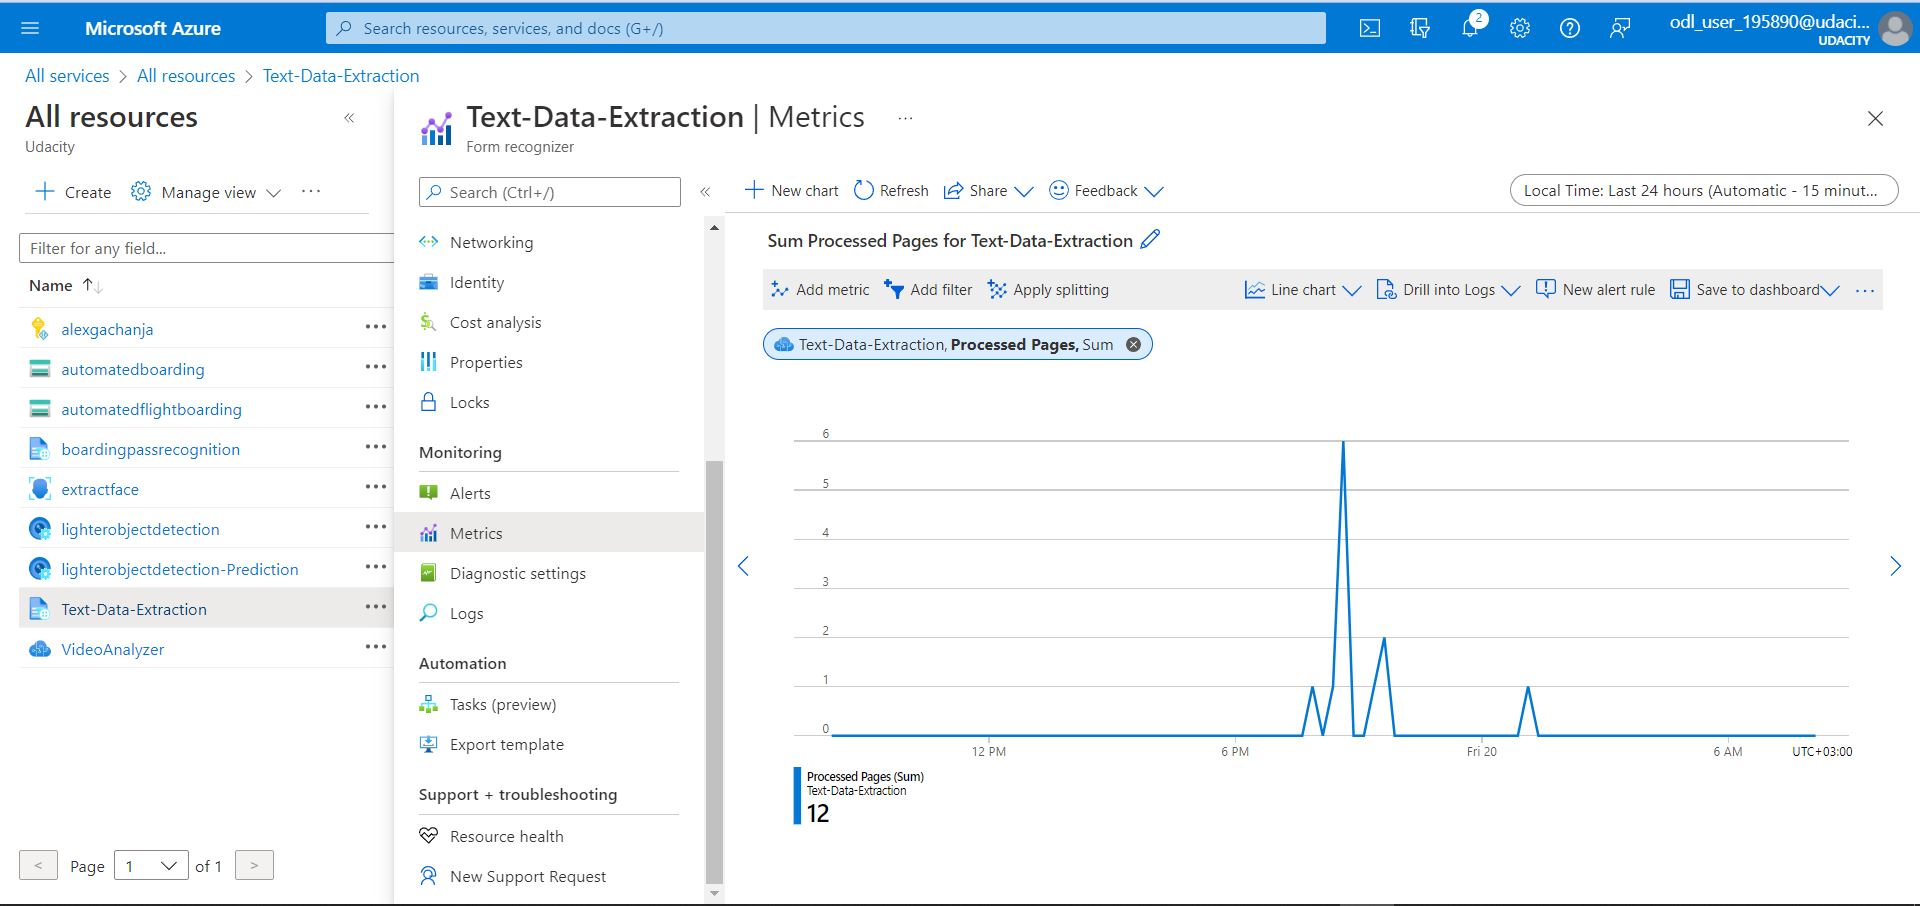 Microsoft Azure
Search resources, services, and docs (G+/)
2
odl_user_195890@udaci...
UDACITY
All services > All resources > Text-Data-Extraction
All resources
Udacity
«
Create
Manage view
...
Filter for any field...
Name
alexgachanja
automatedboarding
automatedflightboarding
boardingpassrecognition
extractface
lighterobjectdetection
lighterobjectdetection-Prediction
Text-Data-Extraction
VideoAnalyzer
< Page 1 of 1 >
Text-Data-Extraction | Metrics ...
Form recognizer
Search (Ctrl+/)
«
Networking
Identity
Cost analysis
Properties
Locks
Monitoring
Alerts
Metrics
Diagnostic settings
Logs
Automation
Tasks (preview)
Export template
Support + troubleshooting
Resource health
New Support Request
New chart
Refresh
Share
Feedback
Local Time: Last 24 hours (Automatic - 15 minut...
Sum Processed Pages for Text-Data-Extraction
Add metric
Add filter
Apply splitting
Line chart
Drill into Logs
New alert rule
Save to dashboard
...
Text-Data-Extraction, Processed Pages, Sum
6
5
4
3
2
1
0
12 PM
6 PM
Fri 20
6 AM
UTC+03:00
Processed Pages (Sum)
Text-Data-Extraction
12